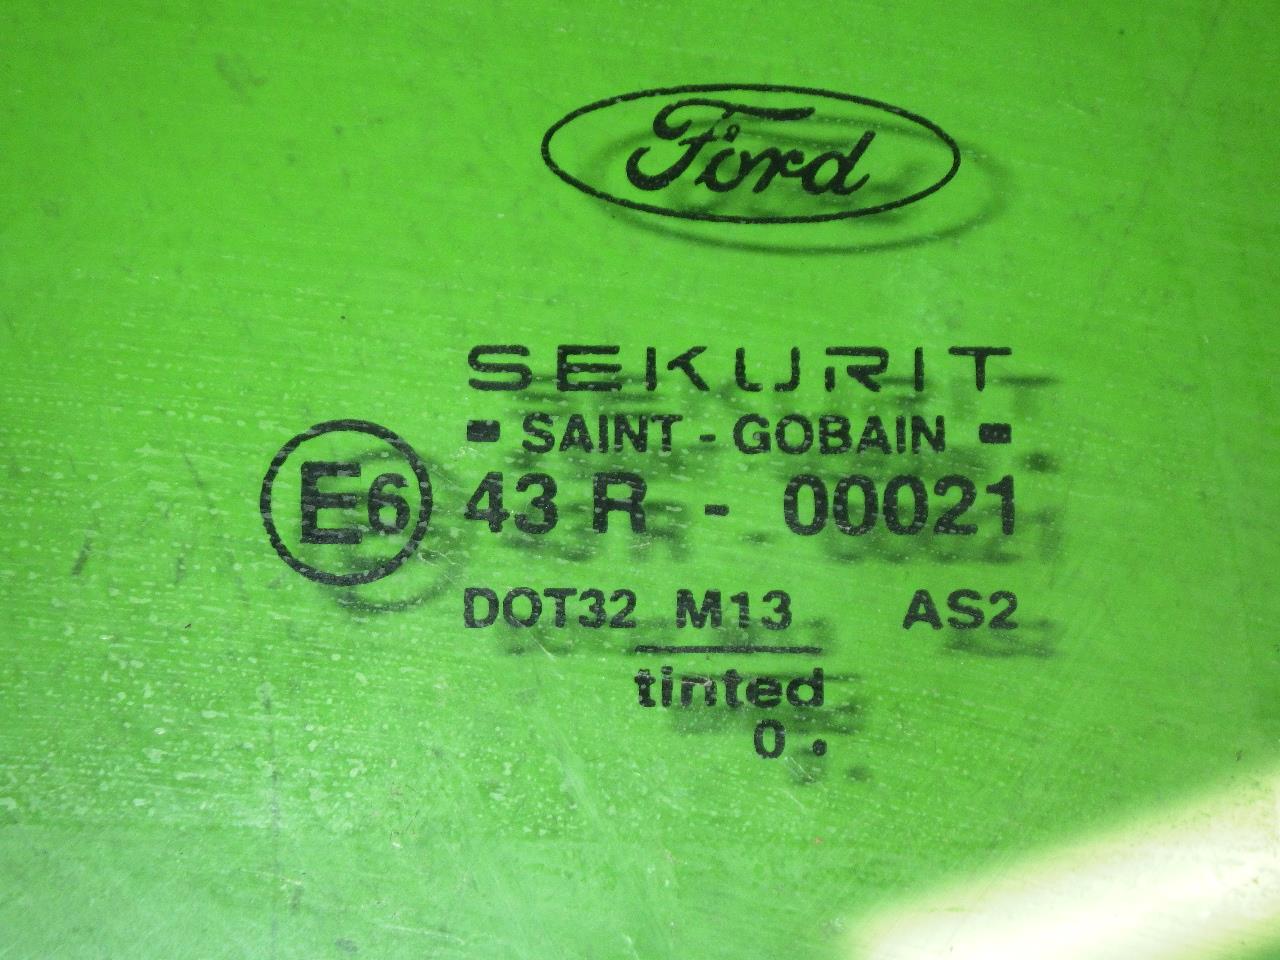 Ford
SEKURIT
SAINT - GOBAIN
E6 43 R - 00021
DOT32 M13 AS2
tinted
0 .